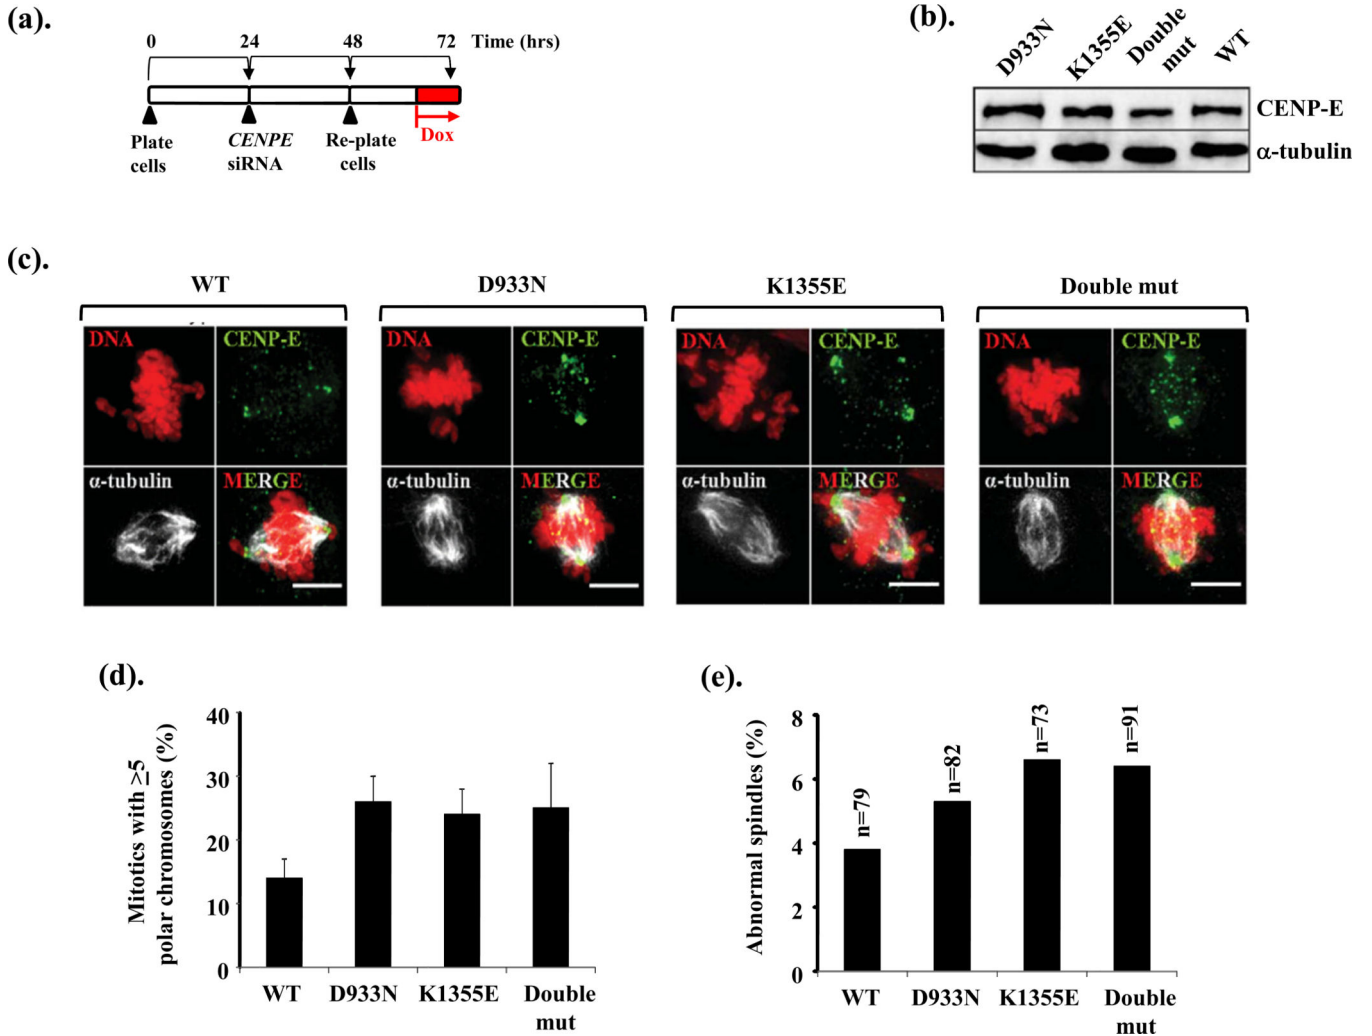 (a).
0 24 48 72 Time (hrs)
Plate
cells
CENPE
siRNA
Re-plate
cells
Dox
(b).
D933N
K1355E
Double
mut
WT
CENP-E
α-tubulin
(c).
WT
DNA
CENP-E
α-tubulin
MERGE
D933N
DNA
CENP-E
α-tubulin
MERGE
K1355E
DNA
CENP-E
α-tubulin
MERGE
Double mut
DNA
CENP-E
α-tubulin
MERGE
(d).
Mitotics with ≥5
polar chromosomes (%)
40
30
20
10
0
WT
D933N
K1355E
Double
mut
(e).
Abnormal spindles (%)
8
6
4
2
0
n=79
n=82
n=73
n=91
WT
D933N
K1355E
Double
mut